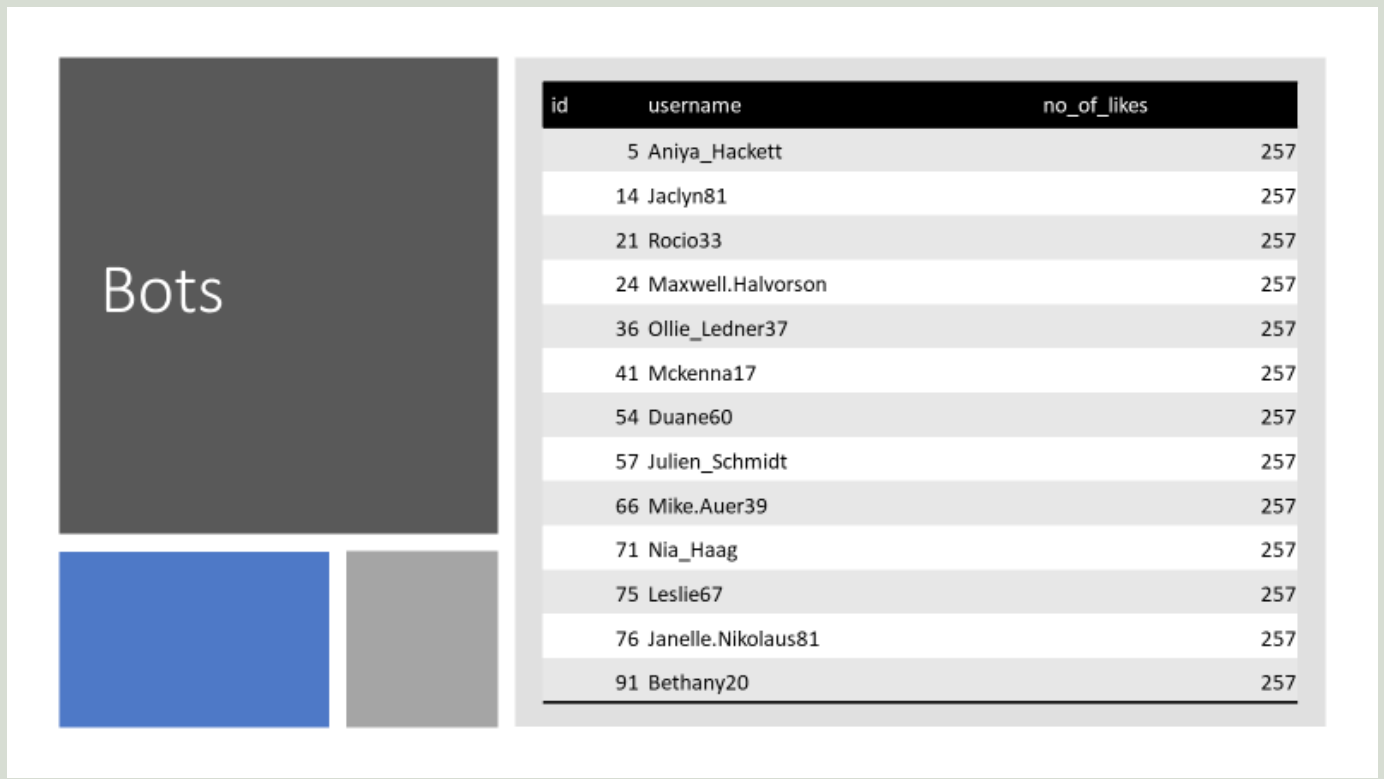 Bots
id username no_of_likes
5 Aniya_Hackett 257
14 Jaclyn81 257
21 Rocio33 257
24 Maxwell.Halvorson 257
36 Ollie_Ledner37 257
41 Mckenna17 257
54 Duane60 257
57 Julien_Schmidt 257
66 Mike.Auer39 257
71 Nia_Haag 257
75 Leslie67 257
76 Janelle.Nikolaus81 257
91 Bethany20 257